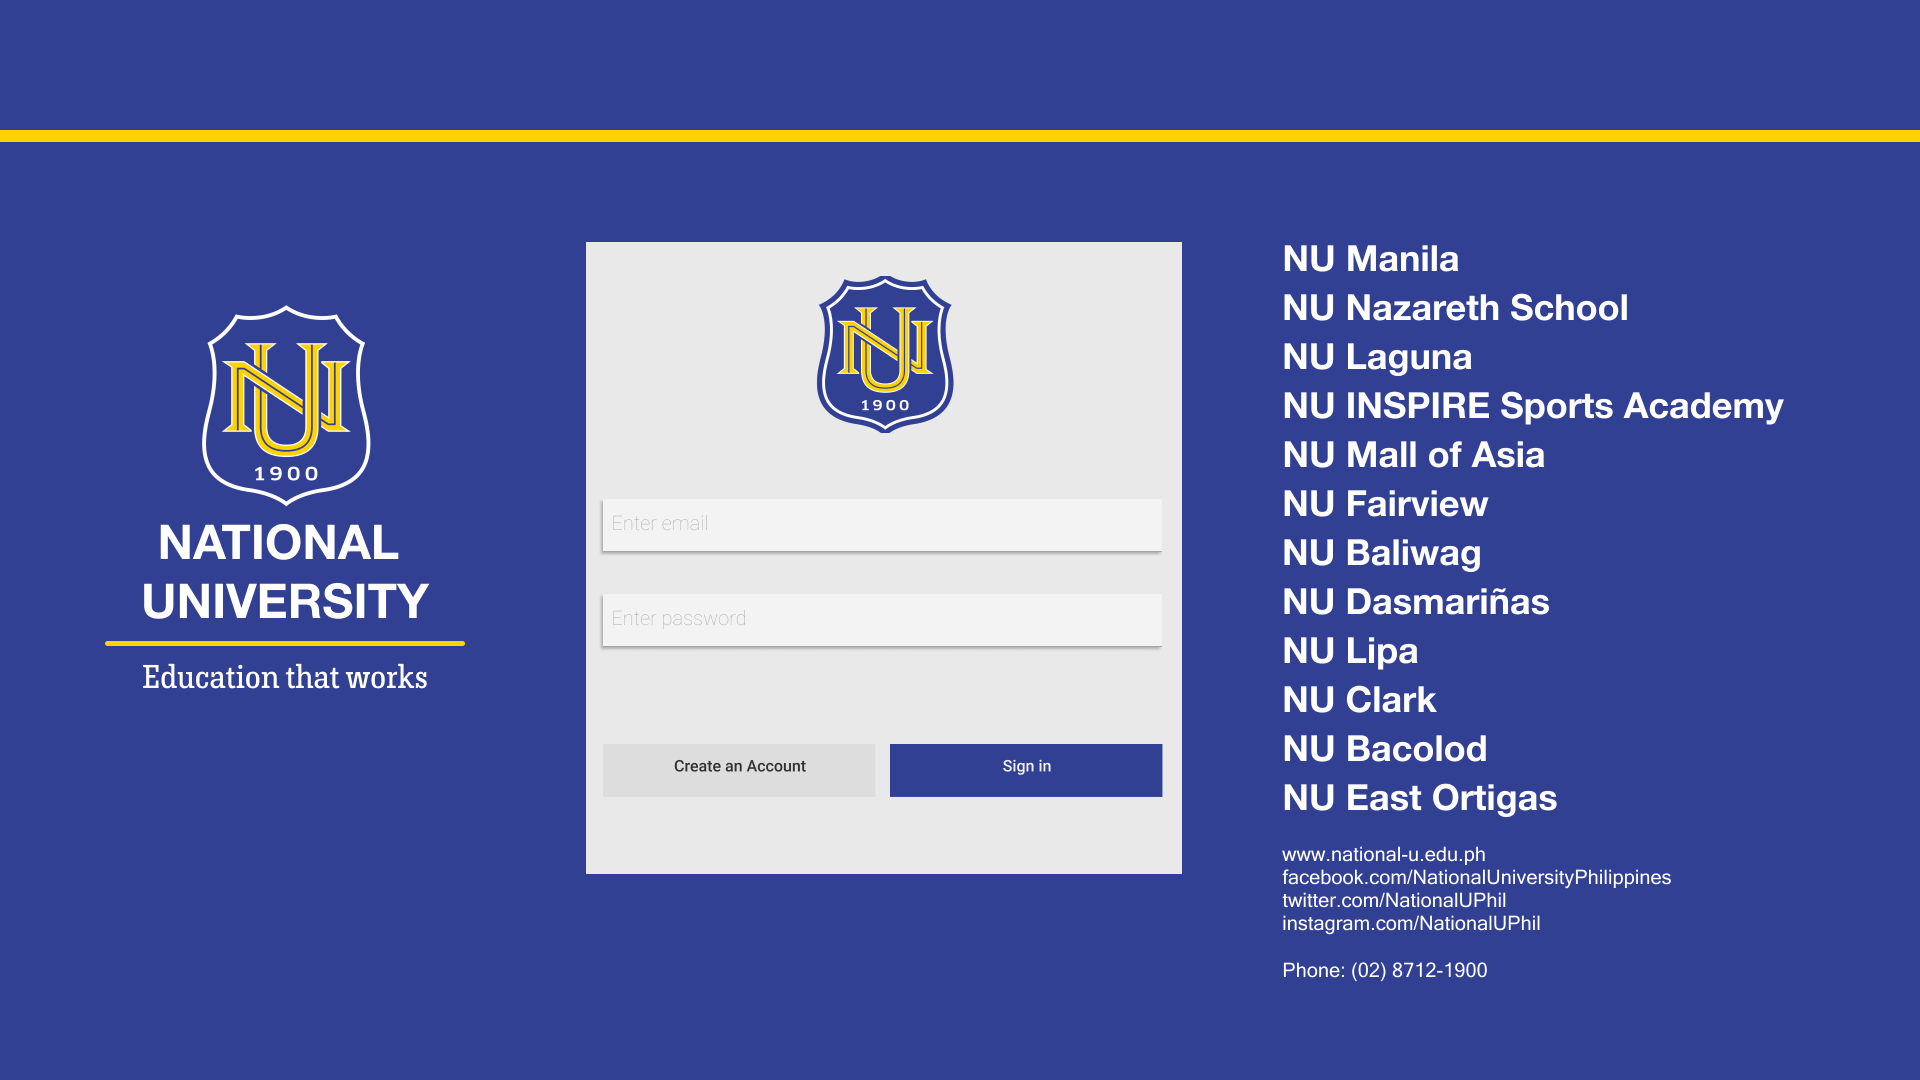 NU
1900
NATIONAL
UNIVERSITY
Education that works
NU
1900
Enter email
Enter password
Create an Account
Sign in
NU Manila
NU Nazareth School
NU Laguna
NU INSPIRE Sports Academy
NU Mall of Asia
NU Fairview
NU Baliwag
NU Dasmariñas
NU Lipa
NU Clark
NU Bacolod
NU East Ortigas
www.national-u.edu.ph
facebook.com/NationalUniversityPhilippines
twitter.com/NationalUPhil
instagram.com/NationalUPhil
Phone: (02) 8712-1900